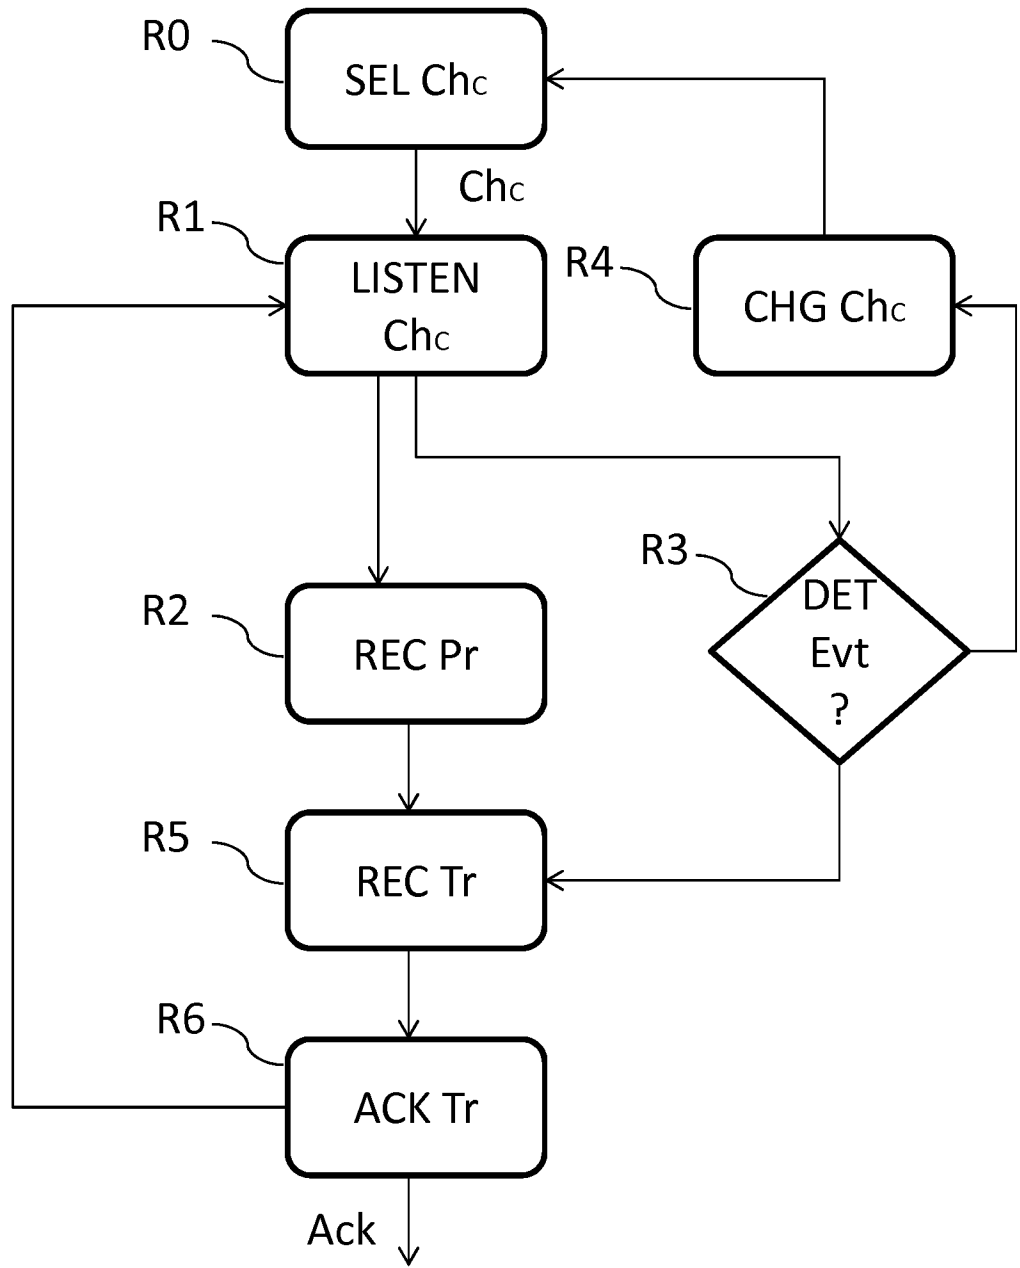 R0
SEL Chc
Chc
R1
LISTEN
Chc
R4
CHG Chc
R3
DET
Evt
?
R2
REC Pr
R5
REC Tr
R6
ACK Tr
Ack